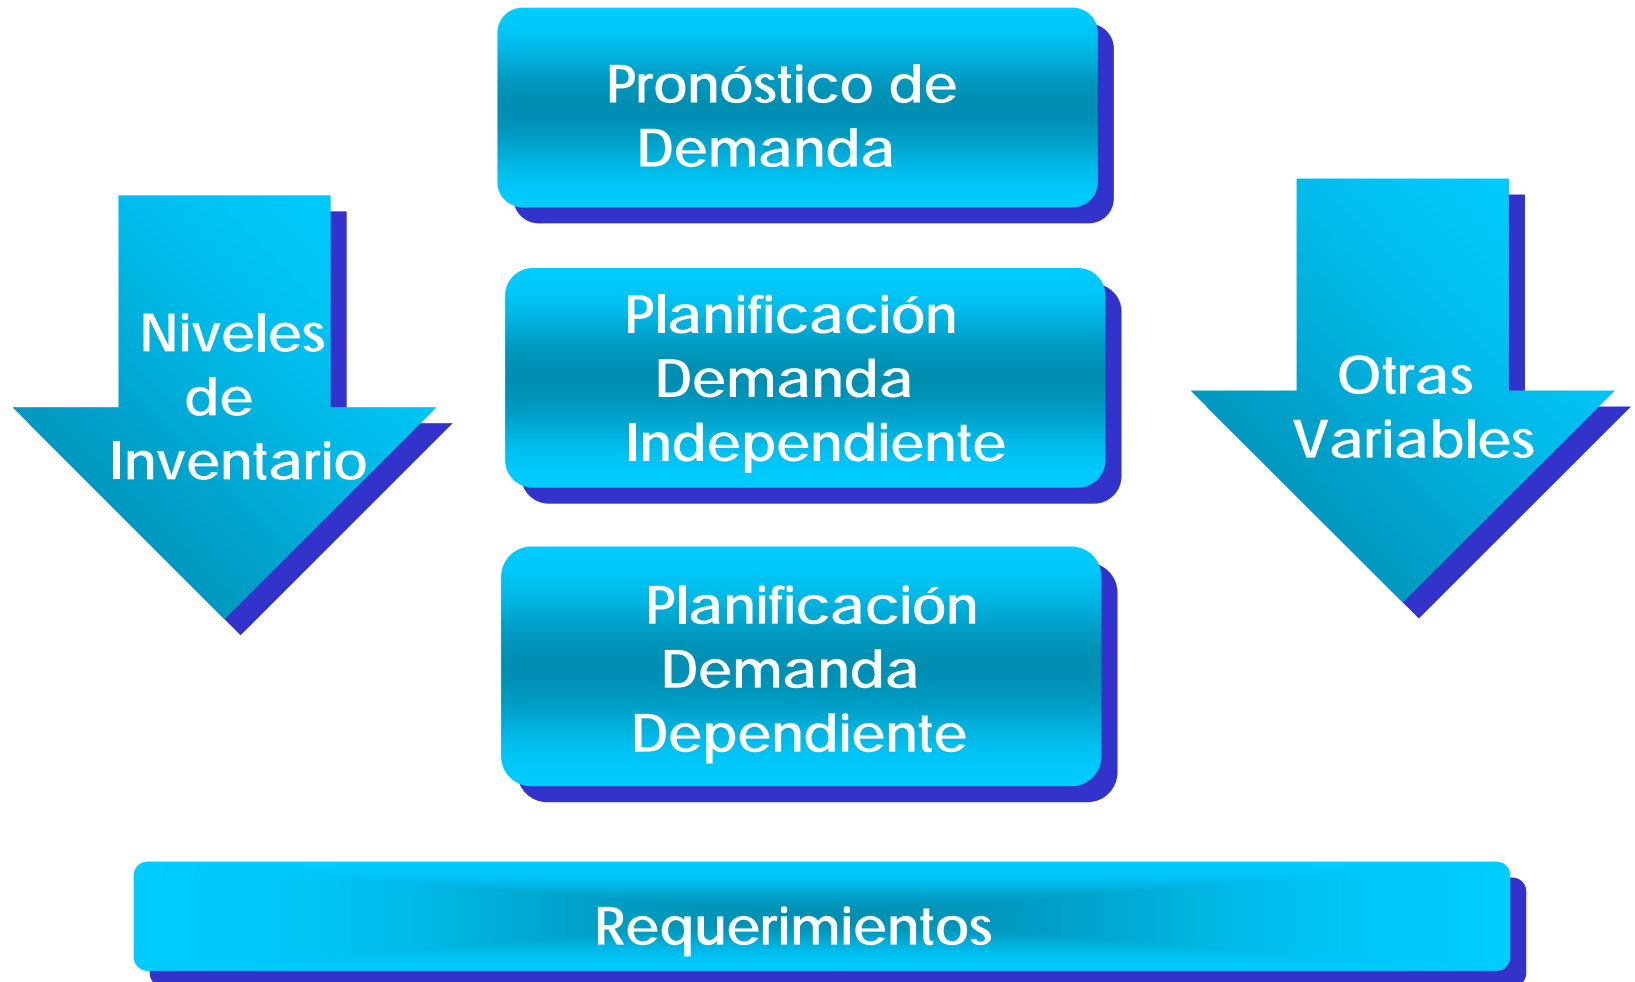 Pronóstico de
Demanda
Niveles
de
Inventario
Planificación
Demanda
Independiente
Otras
Variables
Planificación
Demanda
Dependiente
Requerimientos